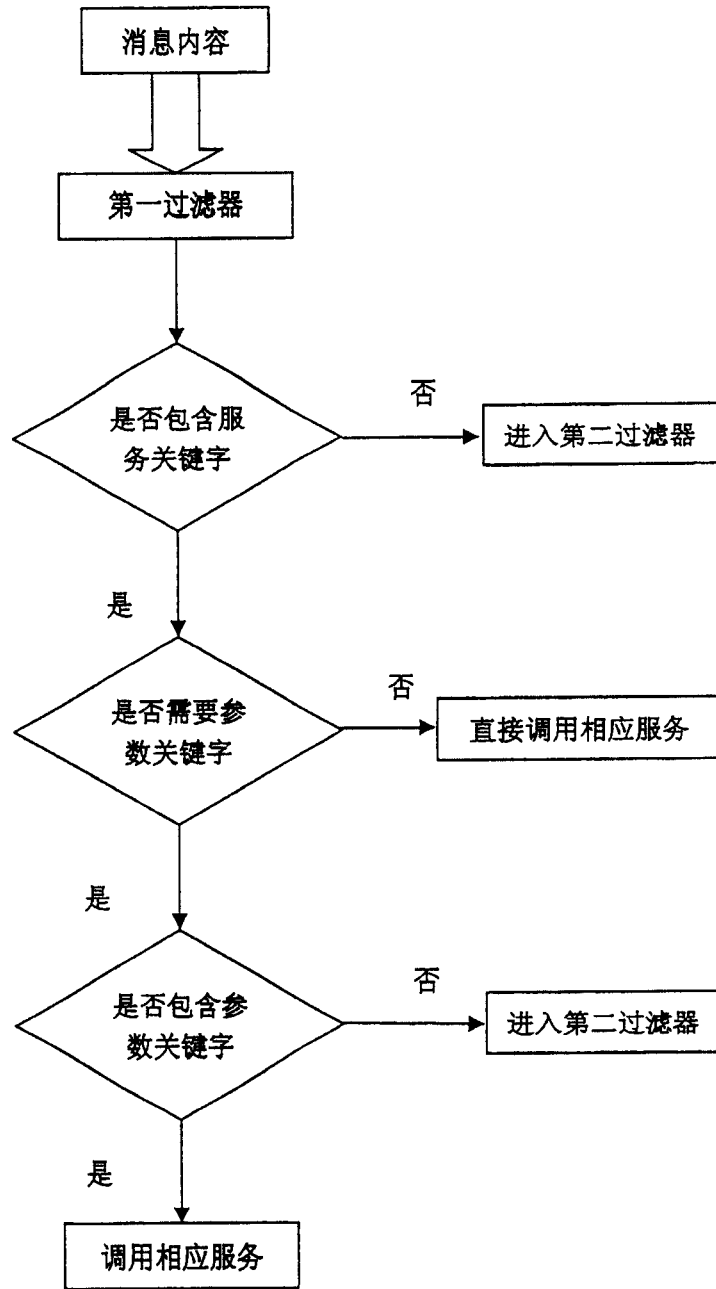 消息内容
第一过滤器
是否包含服
务关键字
否
进入第二过滤器
是
是否需要参
数关键字
否
直接调用相应服务
是
是否包含参
数关键字
否
进入第二过滤器
是
调用相应服务